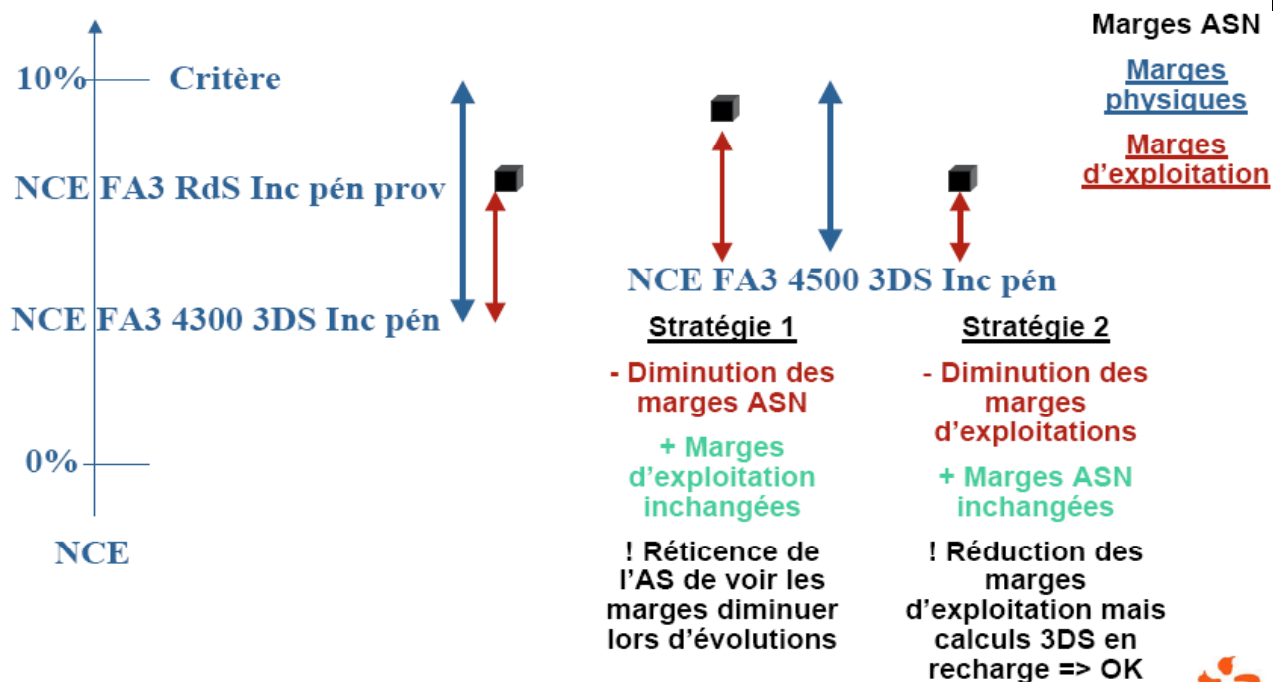 Marges ASN
Marges
physiques
Marges
d'exploitation
10%
Critère
NCE FA3 RdS Inc pén prov
NCE FA3 4300 3DS Inc pén
0%
NCE
NCE FA3 4500 3DS Inc pén
Stratégie 1
- Diminution des
marges ASN
+ Marges
d'exploitation
inchangées
! Réticence de
l'AS de voir les
marges diminuer
lors d'évolutions
Stratégie 2
- Diminution des
marges
d'exploitations
+ Marges ASN
inchangées
! Réduction des
marges
d'exploitation mais
calculs 3DS en
recharge => OK